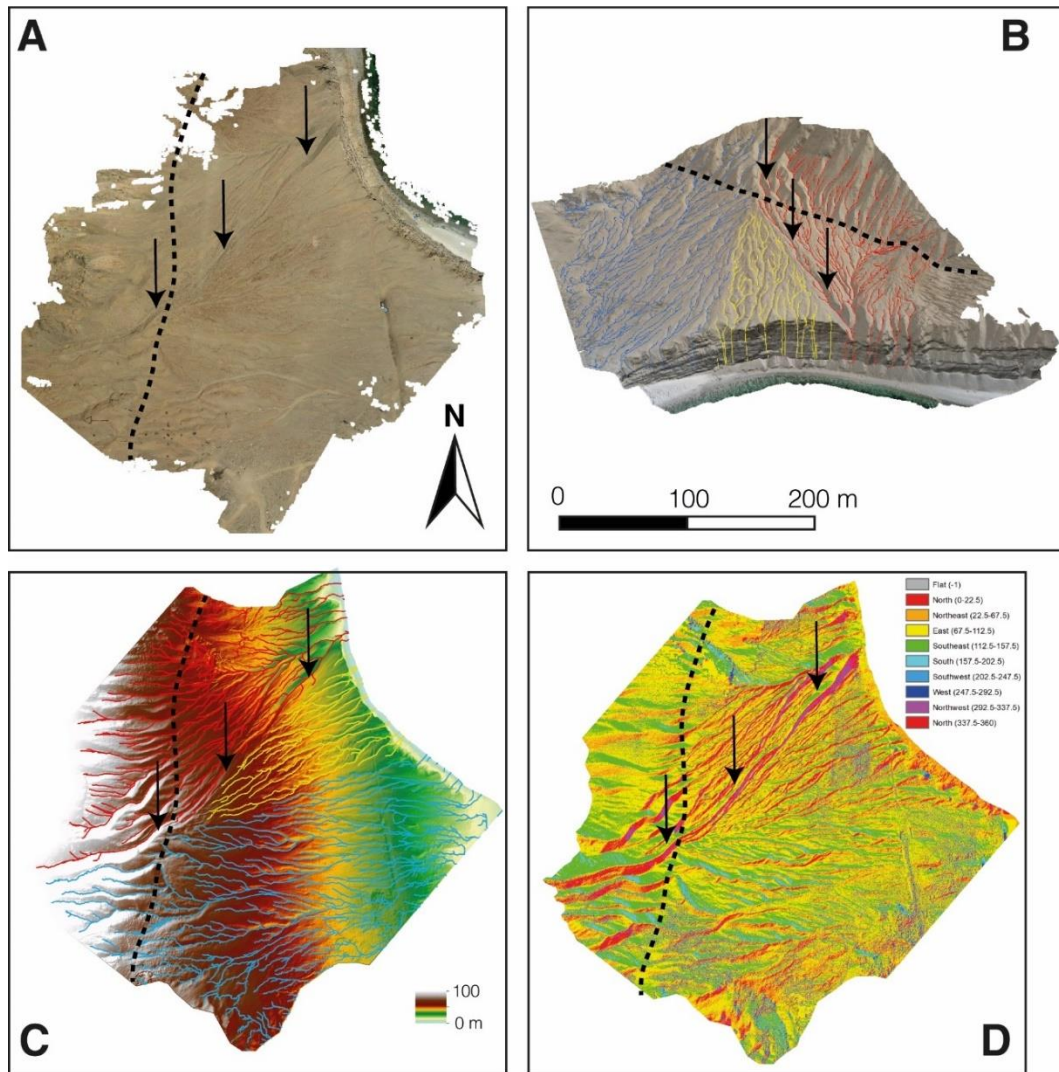 A
B
N
0 100 200 m
Flat (-1)
North (0-22.5)
Northeast (22.5-67.5)
East (67.5-112.5)
Southeast (112.5-157.5)
South (157.5-202.5)
Southwest (202.5-247.5)
West (247.5-292.5)
Northwest (292.5-337.5)
North (337.5-360)
100
0 m
C
D